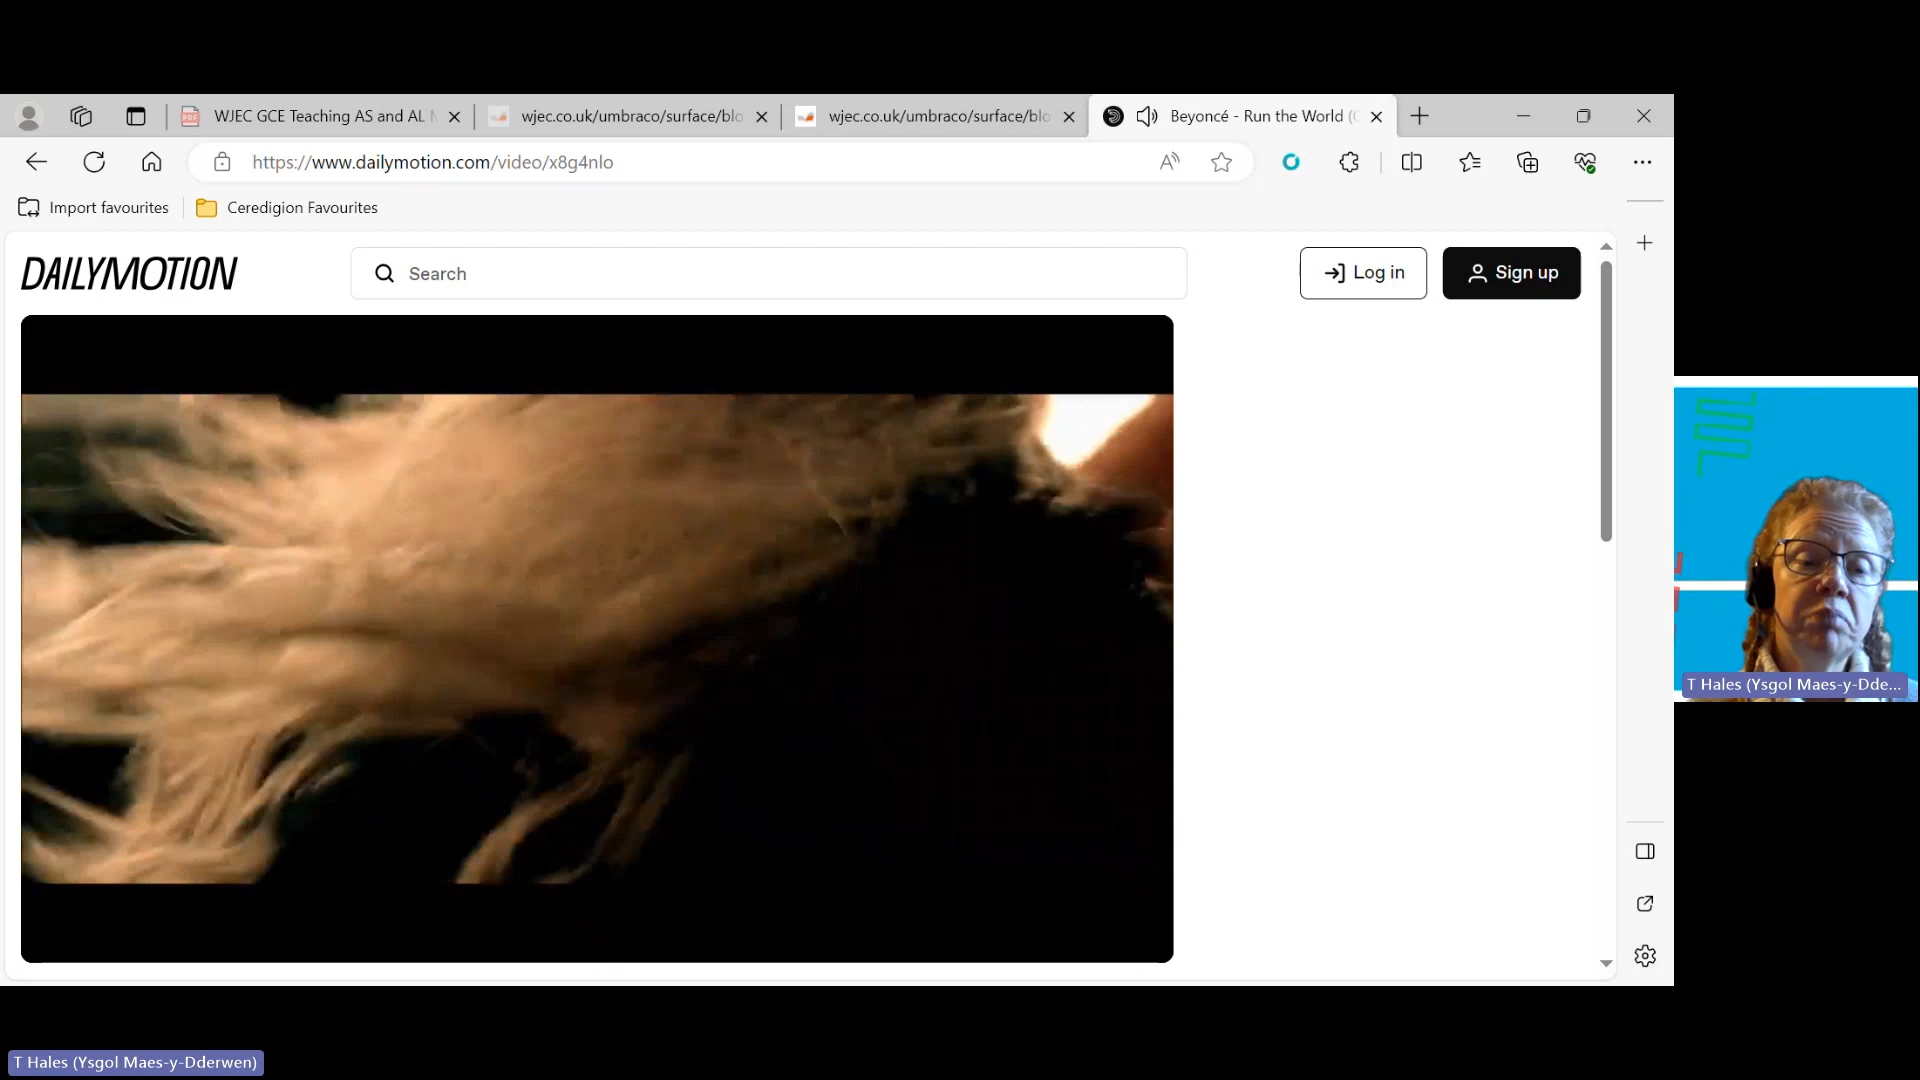 WJEC GCE Teaching AS and AL
wjec.co.uk/umbraco/surface/blo
wjec.co.uk/umbraco/surface/blo
Beyoncé - Run the World (
https://www.dailymotion.com/video/x8g4nlo
Import favourites
Ceredigion Favourites
DAILYMOTION
Search
Log in
Sign up
T Hales (Ysgol Maes-y-Dde...
T Hales (Ysgol Maes-y-Dderwen)